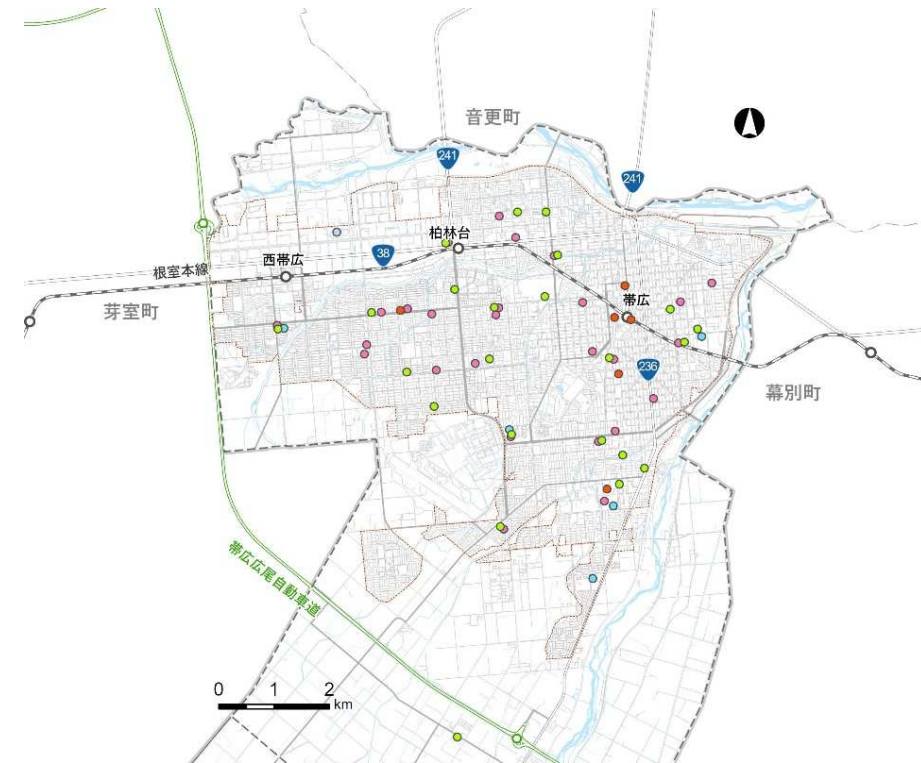 音更町
241
241
柏林台
西帯広
38
根室本線
芽室町
帯広
236
幕別町
帯広広尾自動車道
0 1 2
km